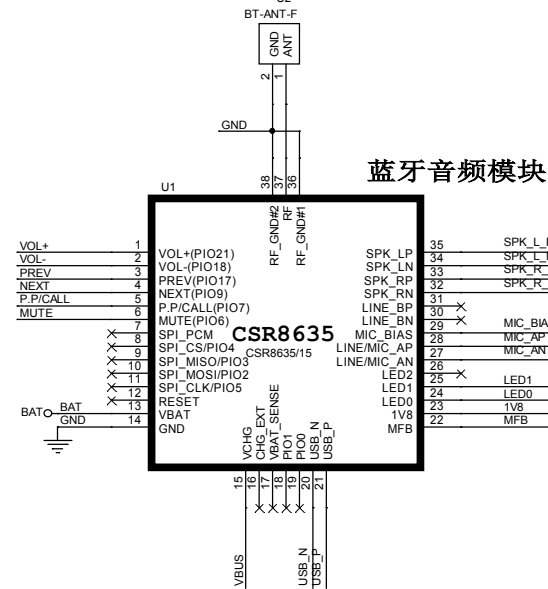 BT-ANT-F
GND
ANT
2
1
GND
蓝牙音频模块
U1
38
37
36
RF_GND#2
RF
RF_GND#1
VOL+
1
VOL+(PIO21)
VOL-
2
VOL-(PIO18)
PREV
3
PREV(PIO17)
NEXT
4
NEXT(PIO9)
P.P/CALL
5
P.P/CALL(PIO7)
MUTE
6
MUTE(PIO6)
7
SPI_PCM
8
SPI_CS/PIO4
9
SPI_MISO/PIO3
10
SPI_MOSI/PIO2
11
SPI_CLK/PIO5
12
RESET
BAT
BAT
13
VBAT
GND
14
GND
CSR8635
CSR8635/15
SPK_LP
35
SPK_LN
34
SPK_RP
33
SPK_RN
32
LINE_BP
31
LINE_BN
30
MIC_BIAS
29
MIC_BIA
LINE/MIC_AP
28
MIC_AP
LINE/MIC_AN
27
MIC_AN
LED2
26
LED1
25
LED1
LED0
24
LED0
1V8
23
1V8
MFB
22
MFB
VCHG
CHG_EXT
VBAT_SENSE
PIO1
PIO0
USB_N
USB_P
15
16
17
18
19
20
21
VBUS
USB_N
USB_P